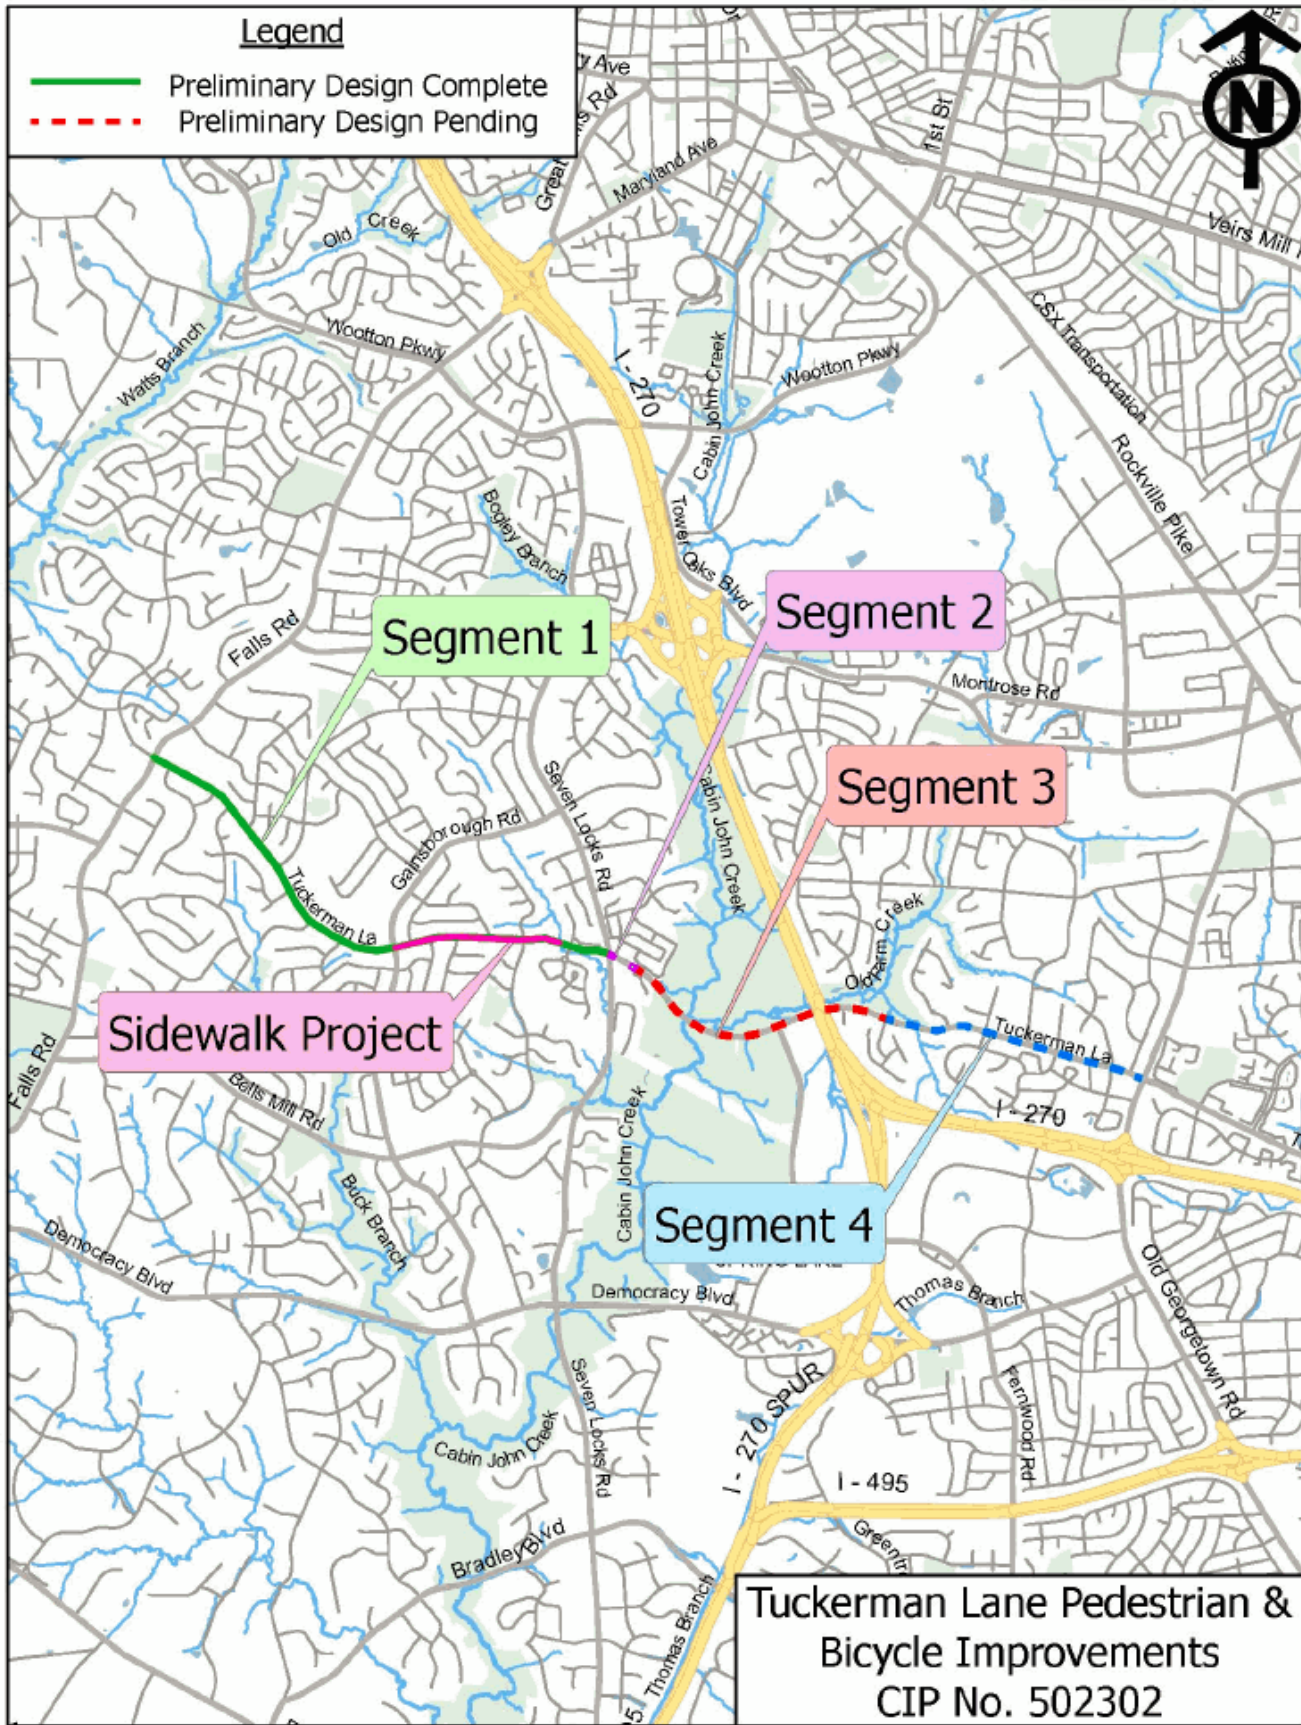 Legend
Preliminary Design Complete
Preliminary Design Pending
N
Ave
Rd
Great
Maryland Ave
1st St
Veirs Mill
Old Creek
Watts Branch
Wootton Pkwy
I - 270
Cabin John Creek
Wootton Pkwy
CSX Transportation
Rockville Pike
Bogley Branch
Tower Oaks Blvd
Segment 2
Segment 1
Falls Rd
Montrose Rd
Segment 3
Seven Locks Rd
Cabin John Creek
Gainsborough Rd
Tuckerman La
Old Farm Creek
Sidewalk Project
Tuckerman La
Falls Rd
Bells Mill Rd
I - 270
Cabin John Creek
Buck Branch
Segment 4
Democracy Blvd
Democracy Blvd
Thomas Branch
Old Georgetown Rd
Seven Locks Rd
Fernwood Rd
I - 270 SPUR
Cabin John Creek
I - 495
Bradley Blvd
Greentr
Thomas Branch
Tuckerman Lane Pedestrian &
Bicycle Improvements
CIP No. 502302